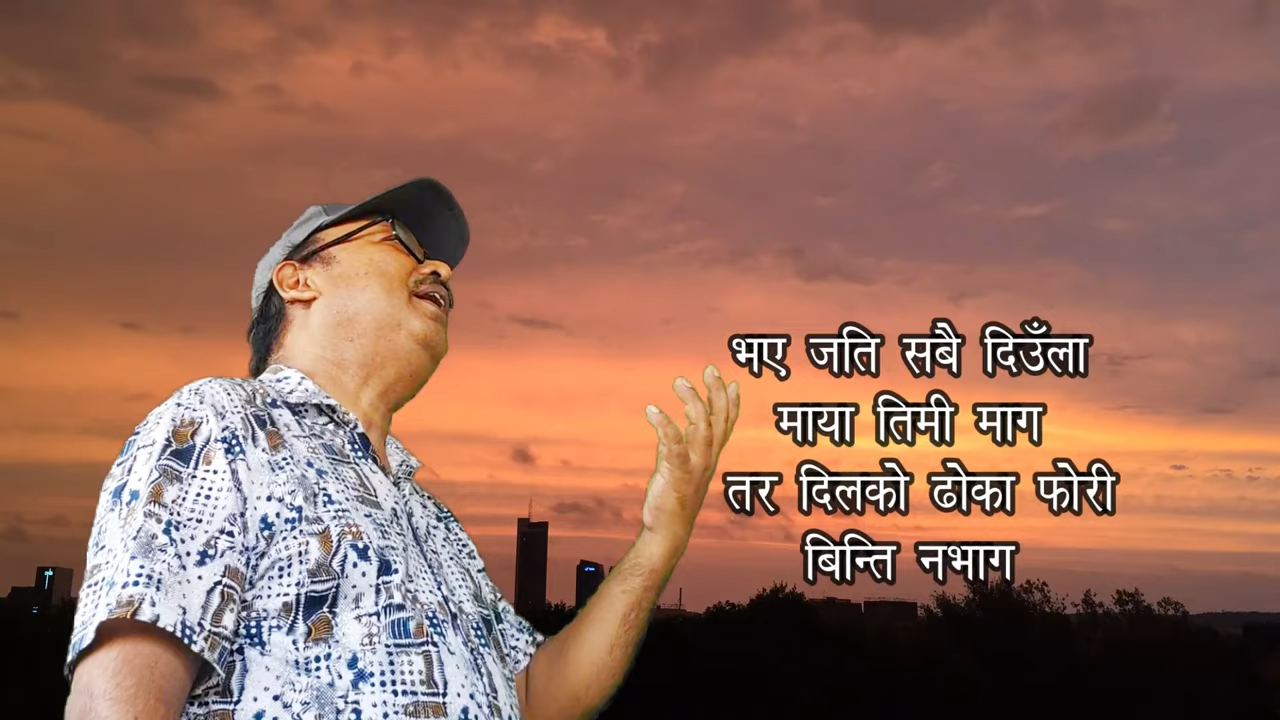 भए जति सबै दिउँला
माया तिमी माग
तर दिलको ढोका फोरी
बिन्ति नभाग